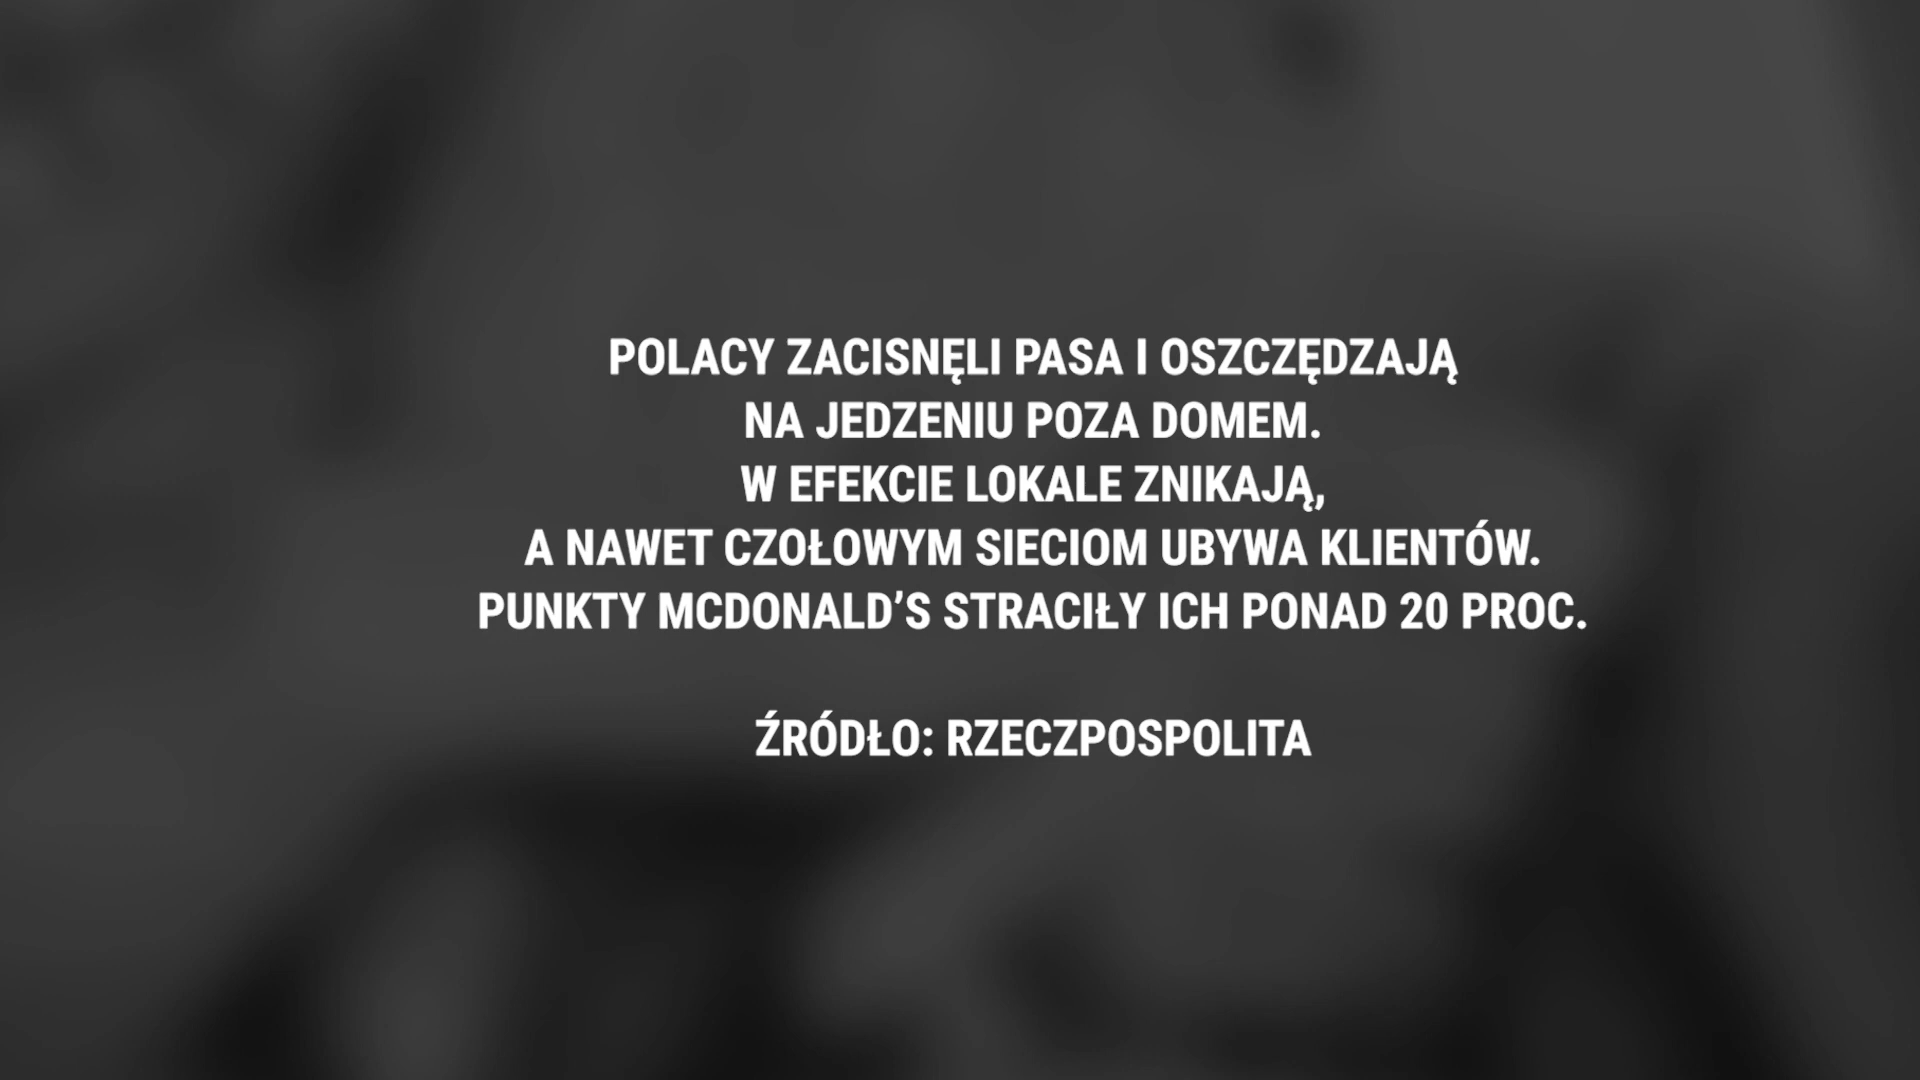 POLACY ZACISNĘLI PASA I OSZCZĘDZAJĄ
NA JEDZENIU POZA DOMEM.
W EFEKCIE LOKALE ZNIKAJĄ,
A NAWET CZOŁOWYM SIECIOM UBYWA KLIENTÓW.
PUNKTY MCDONALD’S STRACIŁY ICH PONAD 20 PROC.
ŹRÓDŁO: RZECZPOSPOLITA